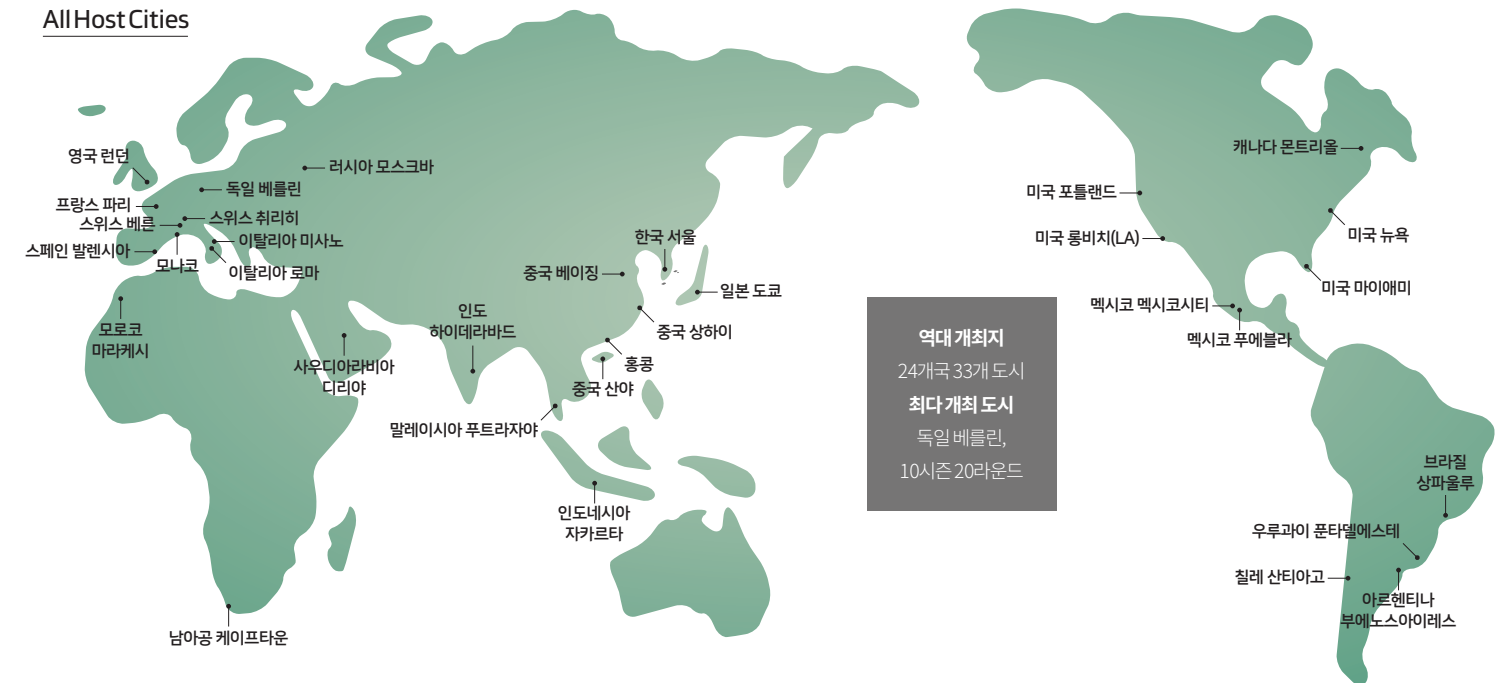 All Host Cities
영국 런던
러시아 모스크바
독일 베를린
프랑스 파리
스위스 베른
스위스 취리히
이탈리아 미사노
스페인 발렌시아
모나코
이탈리아 로마
모로코
마라케시
사우디아라비아
디리야
인도
하이데라바드
한국 서울
중국 베이징
일본 도쿄
중국 상하이
홍콩
중국 산야
말레이시아 푸트라자야
인도네시아
자카르타
남아공 케이프타운
역대 개최지
24개국 33개 도시
최다 개최 도시
독일 베를린,
10시즌 20라운드
캐나다 몬트리올
미국 포틀랜드
미국 롱비치(LA)
미국 뉴욕
미국 마이애미
멕시코 멕시코시티
멕시코 푸에블라
브라질
상파울루
우루과이 푼타델에스테
칠레 산티아고
아르헨티나
부에노스아이레스